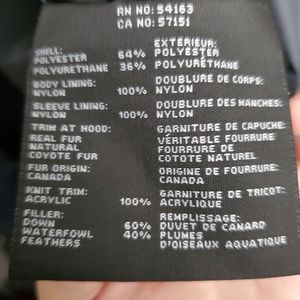 RN NO: 54163
CA NO: 57151
SHELL:
POLYESTER 64%
POLYURETHANE 36%
BODY LINING:
NYLON 100%
SLEEVE LINING:
NYLON 100%
TRIM AT HOOD:
REAL FUR
NATURAL
COYOTE FUR
FUR ORIGIN:
CANADA
KNIT TRIM:
ACRYLIC 100%
FILLER:
DOWN 60%
WATERFOWL 40%
FEATHERS
EXTÉRIEUR:
POLYESTER
POLYURÉTHANE
DOUBLURE DE CORPS:
NYLON
DOUBLURE DES MANCHES:
NYLON
GARNITURE DE CAPUCHE:
VÉRITABLE FOURRURE
FOURRURE DE
COYOTE NATUREL
ORIGINE DE FOURRURE:
CANADA
GARNITURE DE TRICOT:
ACRYLIQUE
REMPLISSAGE:
DUVET DE CANARD
PLUMES
D'OISEAUX AQUATIQUE